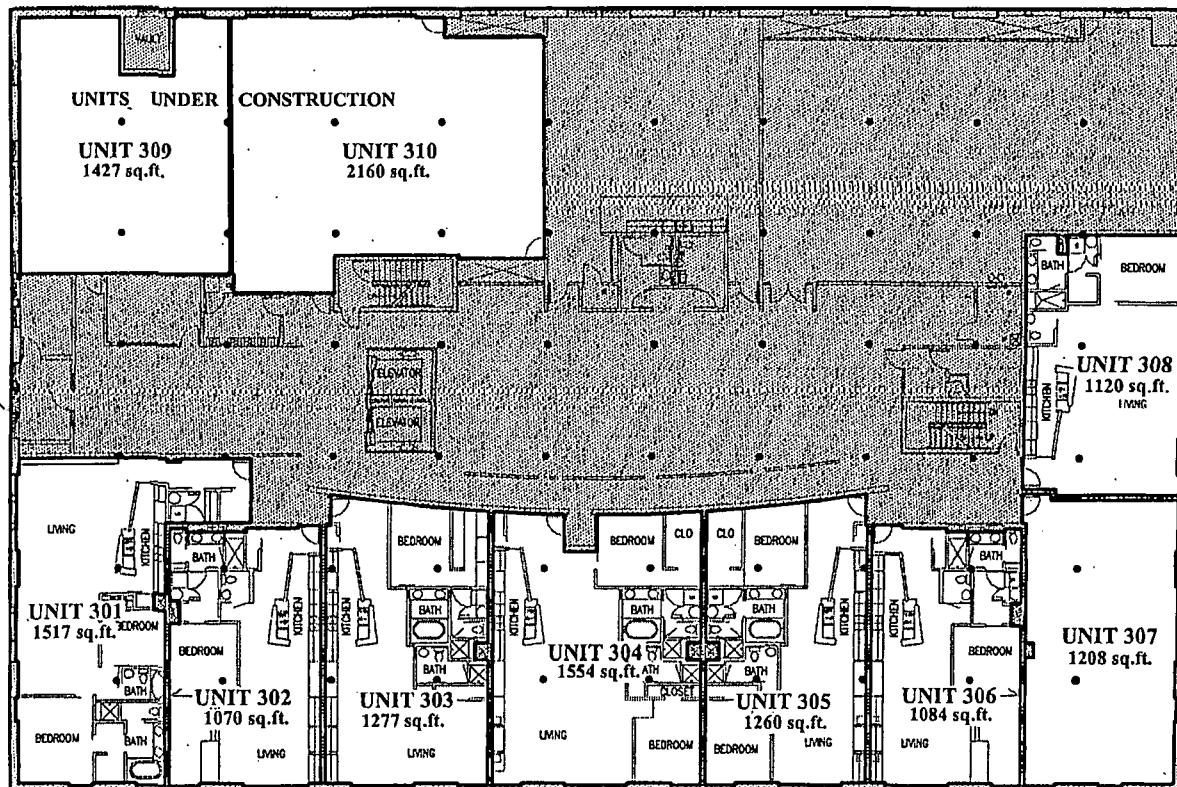 VAULT
UNITS UNDER CONSTRUCTION
UNIT 309
1427 sq.ft.
UNIT 310
2160 sq.ft.
BATH
BEDROOM
UNIT 308
1120 sq.ft.
LIVING
KITCHEN
ELEVATOR
ELEVATOR
LIVING
KITCHEN
UNIT 301
1517 sq.ft.
BEDROOM
BATH
BEDROOM
BATH
BATH
KITCHEN
BEDROOM
UNIT 302
1070 sq.ft.
LIVING
BEDROOM
KITCHEN
BATH
BATH
UNIT 303
1277 sq.ft.
LIVING
BEDROOM
CLO
KITCHEN
BATH
UNIT 304
1554 sq.ft.
BATH
CLOSET
LIVING
BEDROOM
CLO
BEDROOM
BATH
KITCHEN
BATH
UNIT 305
1260 sq.ft.
BEDROOM
LIVING
BATH
KITCHEN
BEDROOM
UNIT 306
1084 sq.ft.
LIVING
UNIT 307
1208 sq.ft.